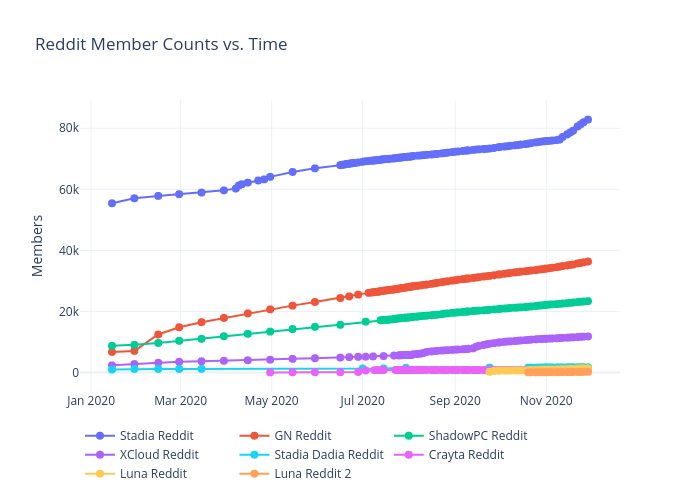 Reddit Member Counts vs. Time
80k
60k
40k
20k
0
Members
Jan 2020 Mar 2020 May 2020 Jul 2020 Sep 2020 Nov 2020
Stadia Reddit GN Reddit ShadowPC Reddit
XCloud Reddit Stadia Dadia Reddit Crayta Reddit
Luna Reddit Luna Reddit 2